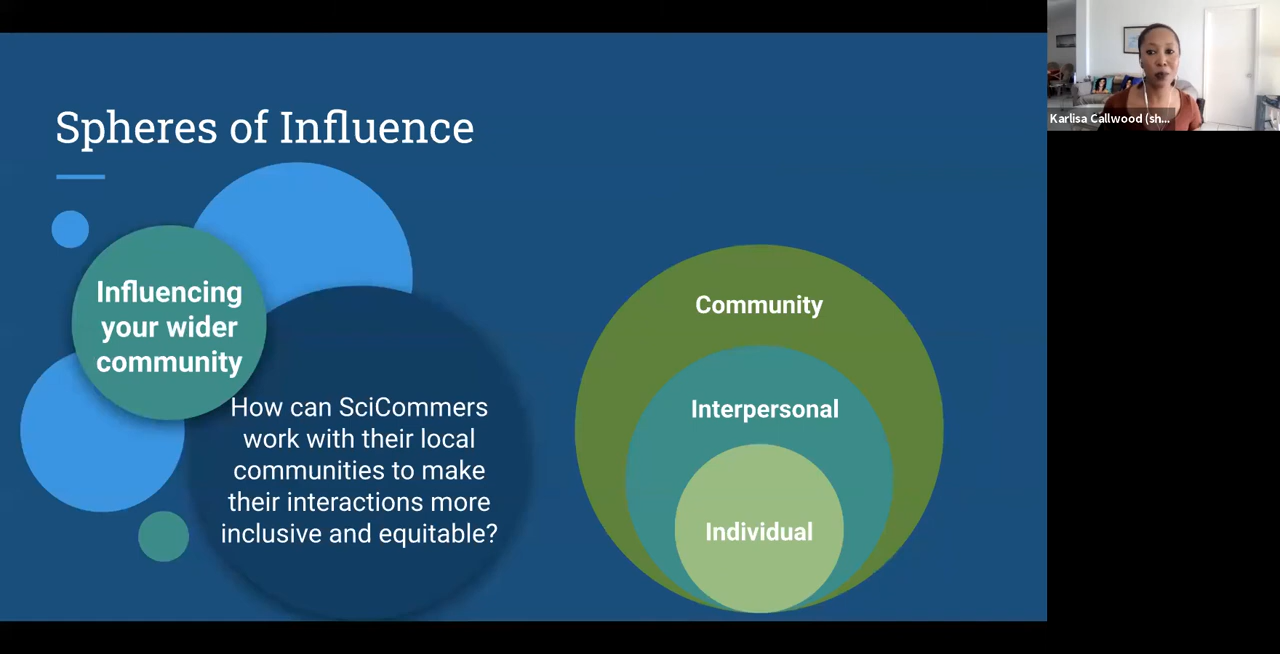 Spheres of Influence
Influencing
your wider
community
How can SciCommers
work with their local
communities to make
their interactions more
inclusive and equitable?
Community
Interpersonal
Individual
Karlisa Callwood (sh...